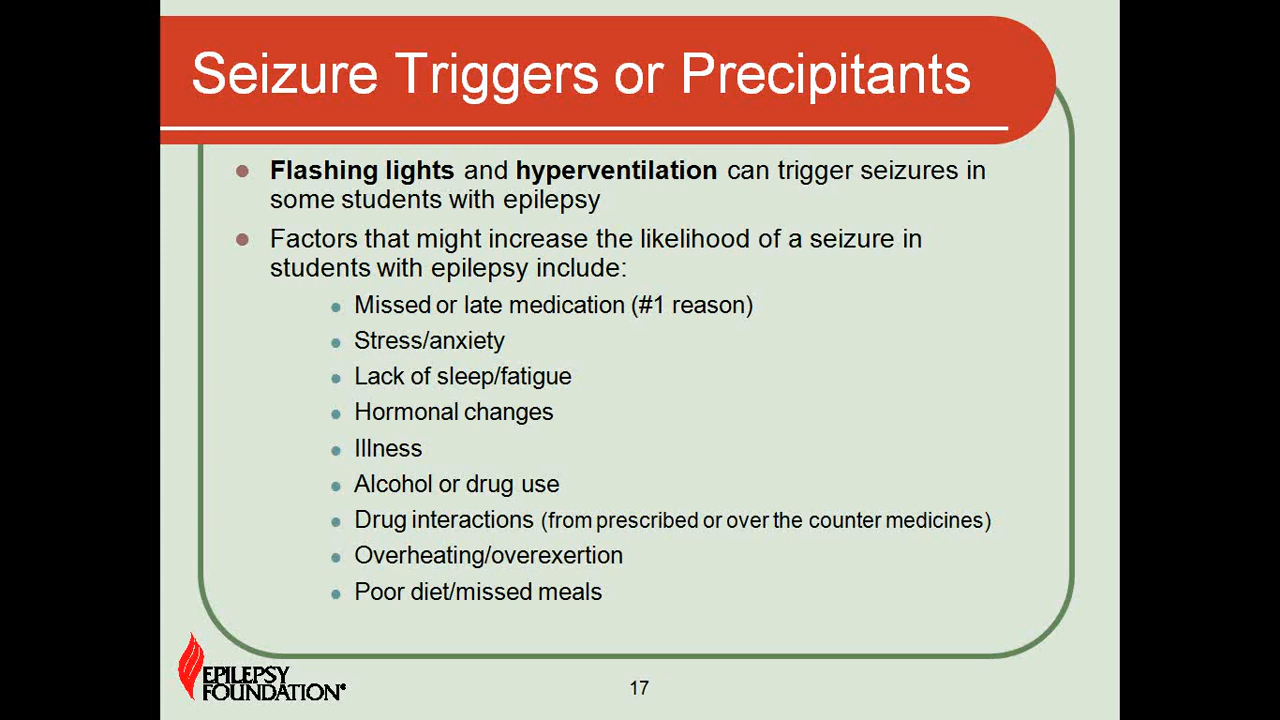 Seizure Triggers or Precipitants
Flashing lights and hyperventilation can trigger seizures in
some students with epilepsy
Factors that might increase the likelihood of a seizure in
students with epilepsy include:
Missed or late medication (#1 reason)
Stress/anxiety
Lack of sleep/fatigue
Hormonal changes
Illness
Alcohol or drug use
Drug interactions (from prescribed or over the counter medicines)
Overheating/overexertion
Poor diet/missed meals
EPILEPSY
FOUNDATION®
17